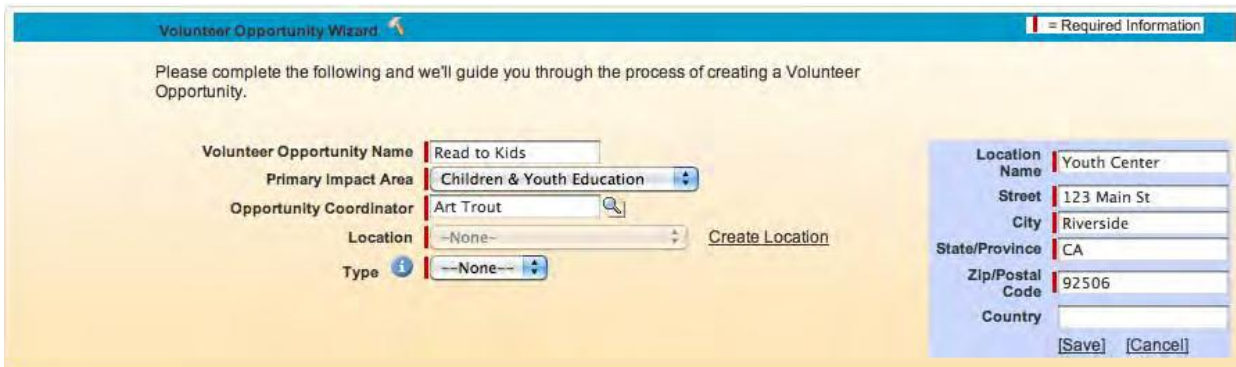 Volunteer Opportunity Wizard
= Required Information
Please complete the following and we'll guide you through the process of creating a Volunteer
Opportunity.
Volunteer Opportunity Name Read to Kids
Primary Impact Area Children & Youth Education
Opportunity Coordinator Art Trout
Location -None- Create Location
Type --None--
Location
Name Youth Center
Street 123 Main St
City Riverside
State/Province CA
Zip/Postal
Code 92506
Country
[Save] [Cancel]